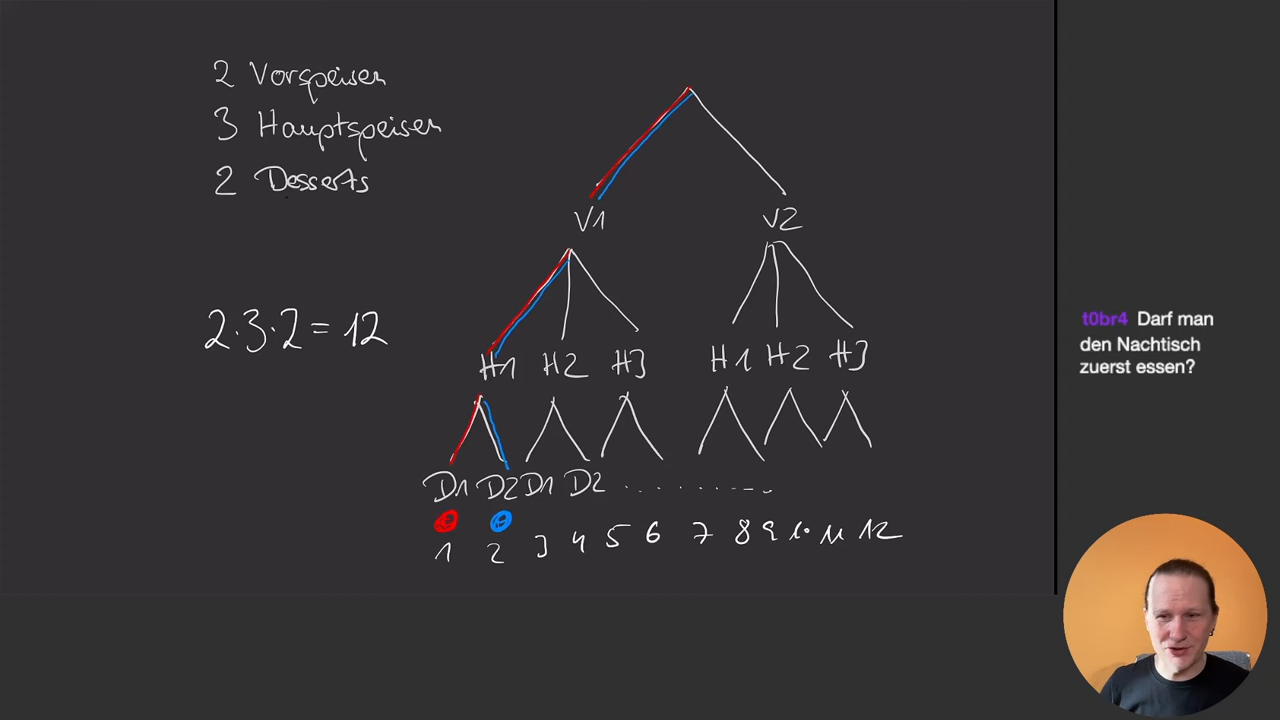 2 Vorspeisen
3 Hauptspeisen
2 Desserts
2·3·2 = 12
V1 V2
H1 H2 H3 H1 H2 H3
D1 D2 D1 D2 . . . . . . . . .
1 2 3 4 5 6 7 8 9 10 11 12
t0br4 Darf man
den Nachtisch
zuerst essen?